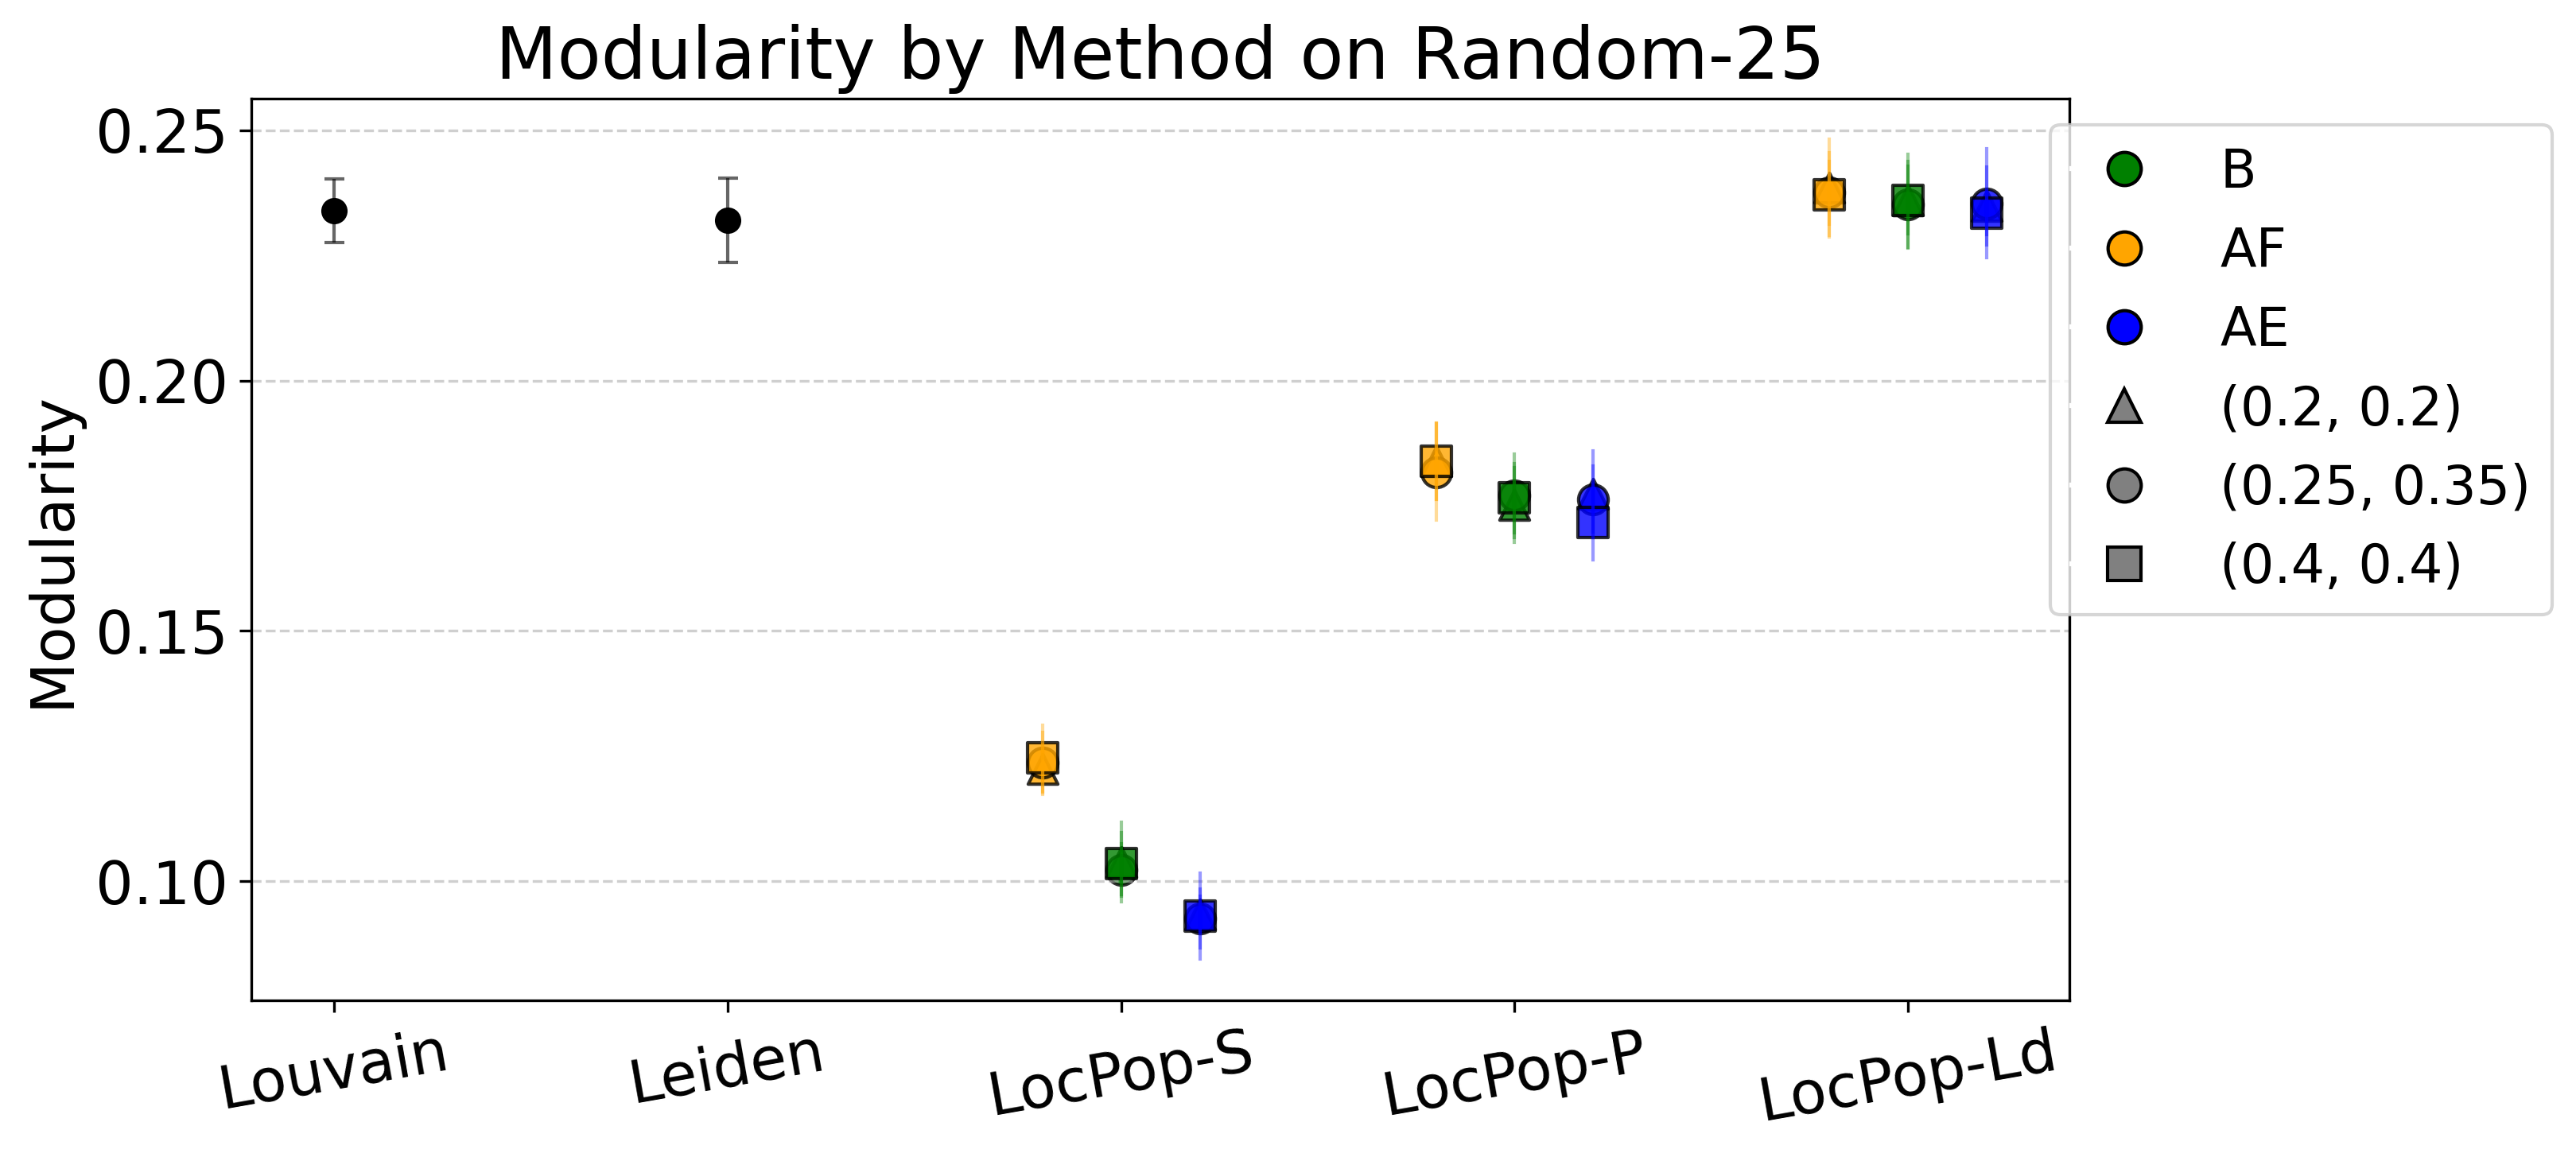 Modularity by Method on Random-25
Modularity
0.25
0.20
0.15
0.10
Louvain
Leiden
LocPop-S
LocPop-P
LocPop-Ld
B
AF
AE
(0.2, 0.2)
(0.25, 0.35)
(0.4, 0.4)